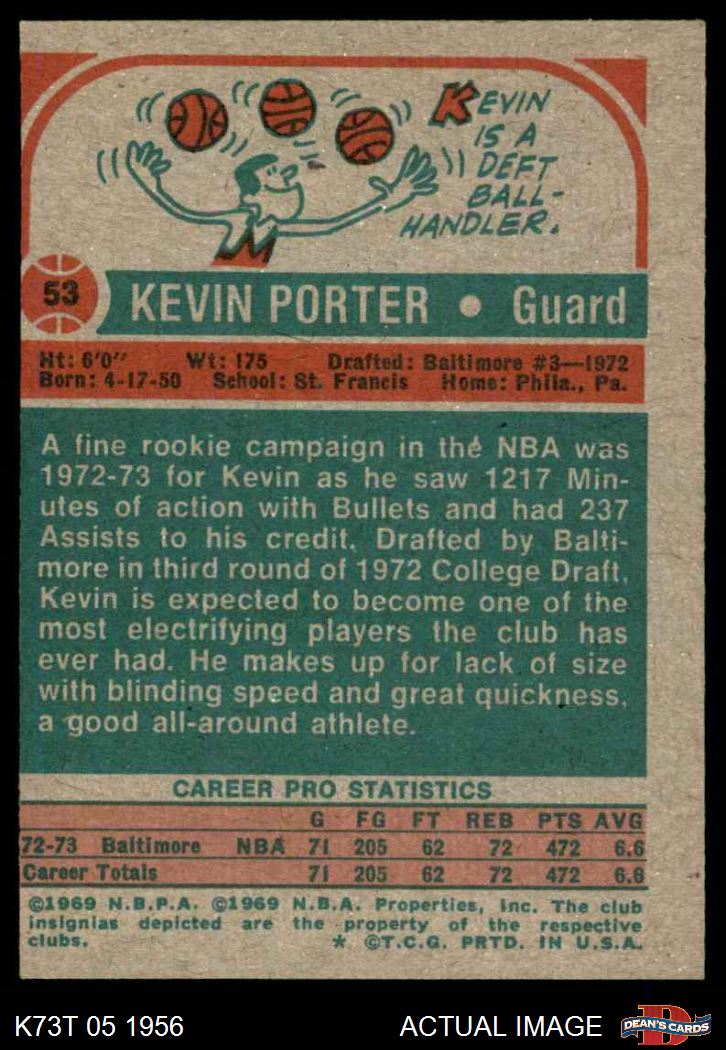 KEVIN
IS A
DEFT
BALL-
HANDLER.
53
KEVIN PORTER • Guard
Ht: 6'0" Wt: 175 Drafted: Baltimore #3—1972
Born: 4-17-50 School: St. Francis Home: Phila., Pa.
A fine rookie campaign in the NBA was
1972-73 for Kevin as he saw 1217 Min-
utes of action with Bullets and had 237
Assists to his credit. Drafted by Balti-
more in third round of 1972 College Draft,
Kevin is expected to become one of the
most electrifying players the club has
ever had. He makes up for lack of size
with blinding speed and great quickness,
a good all-around athlete.
CAREER PRO STATISTICS
G FG FT REB PTS AVG
72-73 Baltimore NBA 71 205 62 72 472 6.6
Career Totals 71 205 62 72 472 6.6
©1969 N.B.P.A. ©1969 N.B.A. Properties, Inc. The club
insignias depicted are the property of the respective
clubs. * ©T.C.G. PRTD. IN U.S.A.
K73T 05 1956 ACTUAL IMAGE
D
DEAN'S CARDS